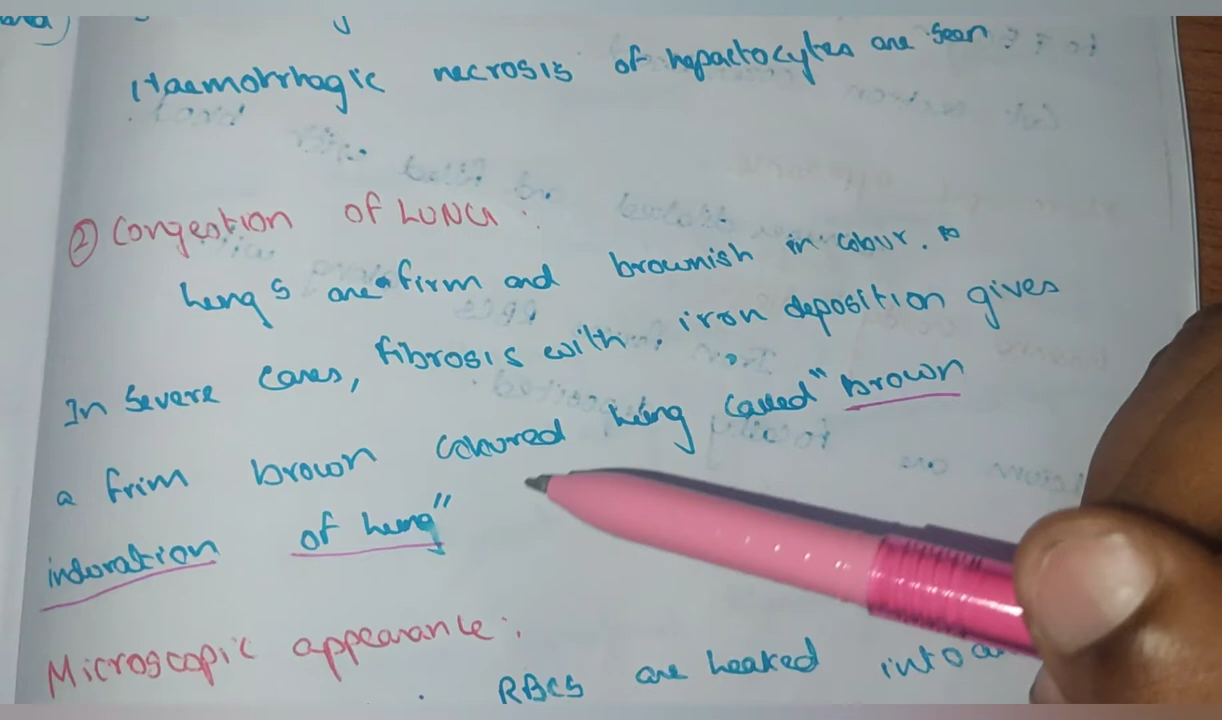 Haemorrhagic necrosis of hepactocytes are seen.
② Congestion of LUNG :
lungs are firm and brownish in colour.
In Severe cases, fibrosis with iron deposition gives
a frim brown coloured lung called "brown
induration of lung"
Microscopic appearance :
RBCs are leaked into